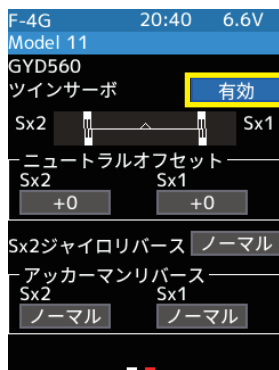 F-4G 20:40 6.6V
Model 11
GYD560
ツインサーボ 有効
Sx2 Sx1
ニュートラルオフセット
Sx2 Sx1
+0 +0
Sx2ジャイロリバース ノーマル
アッカーマンリバース
Sx2 Sx1
ノーマル ノーマル